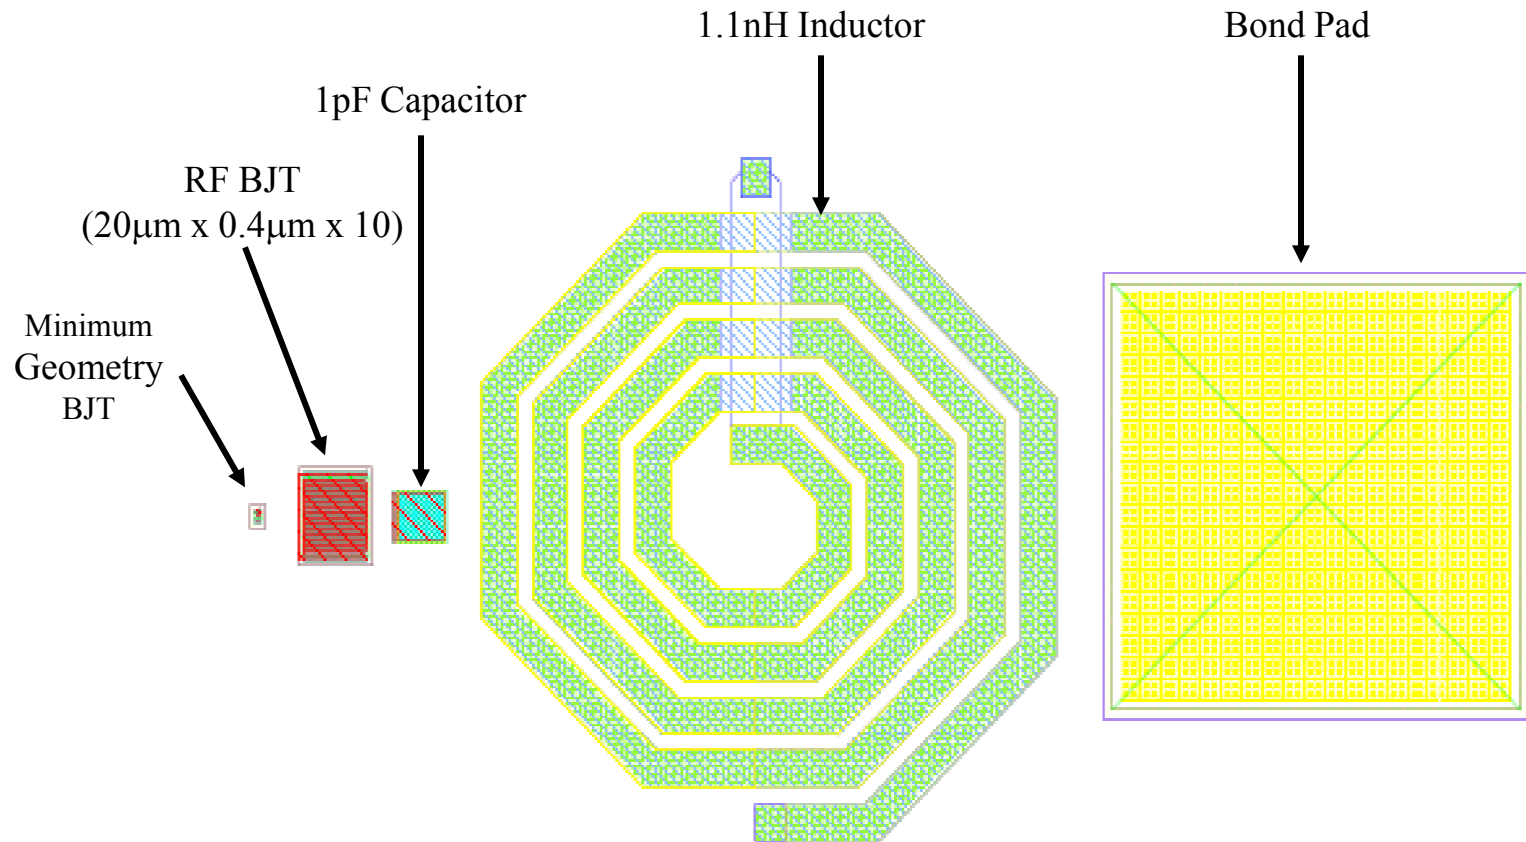 1.1nH Inductor
Bond Pad
1pF Capacitor
RF BJT
(20μm x 0.4μm x 10)
Minimum
Geometry
BJT